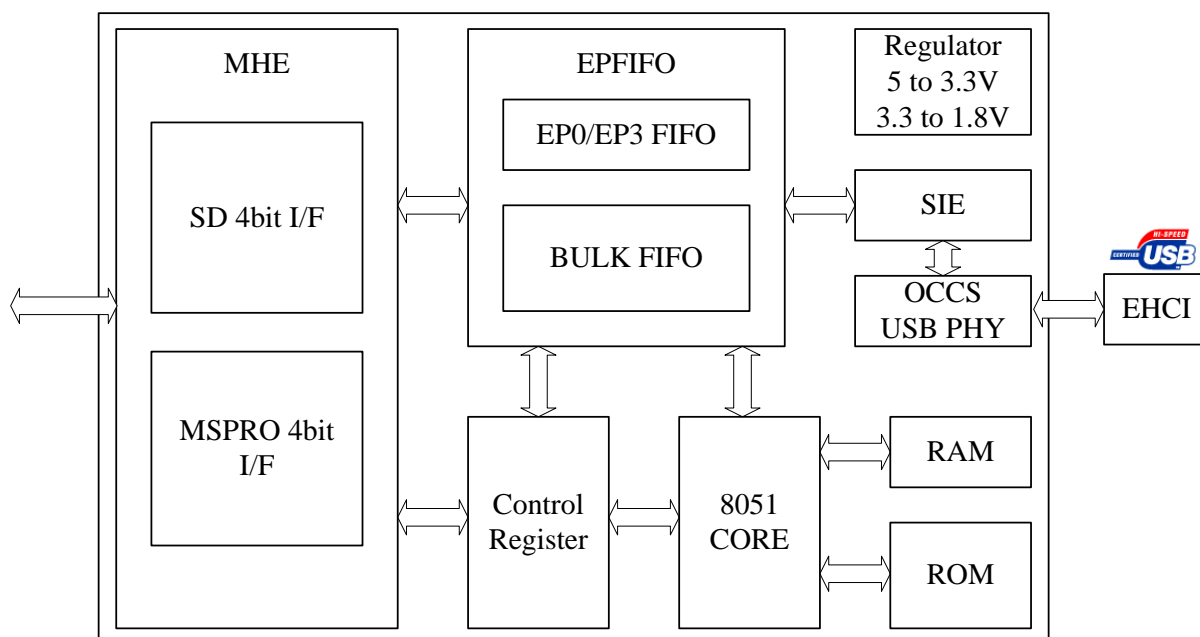 MHE
SD 4bit I/F
MSPRO 4bit
I/F
EPFIFO
EP0/EP3 FIFO
BULK FIFO
Regulator
5 to 3.3V
3.3 to 1.8V
SIE
OCCS
USB PHY
HI-SPEED
CERTIFIED
USB
EHCI
Control
Register
8051
CORE
RAM
ROM